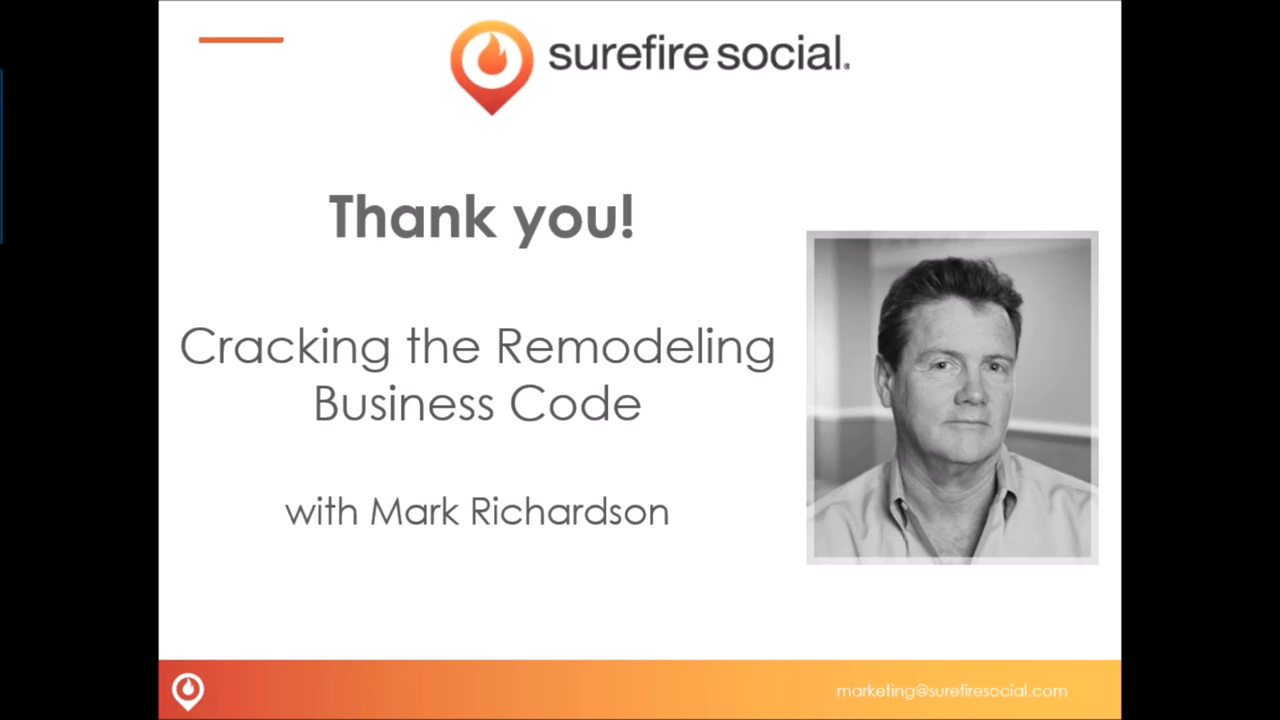 surefire social.
Thank you!
Cracking the Remodeling
Business Code
with Mark Richardson
marketing@surefiresocial.com